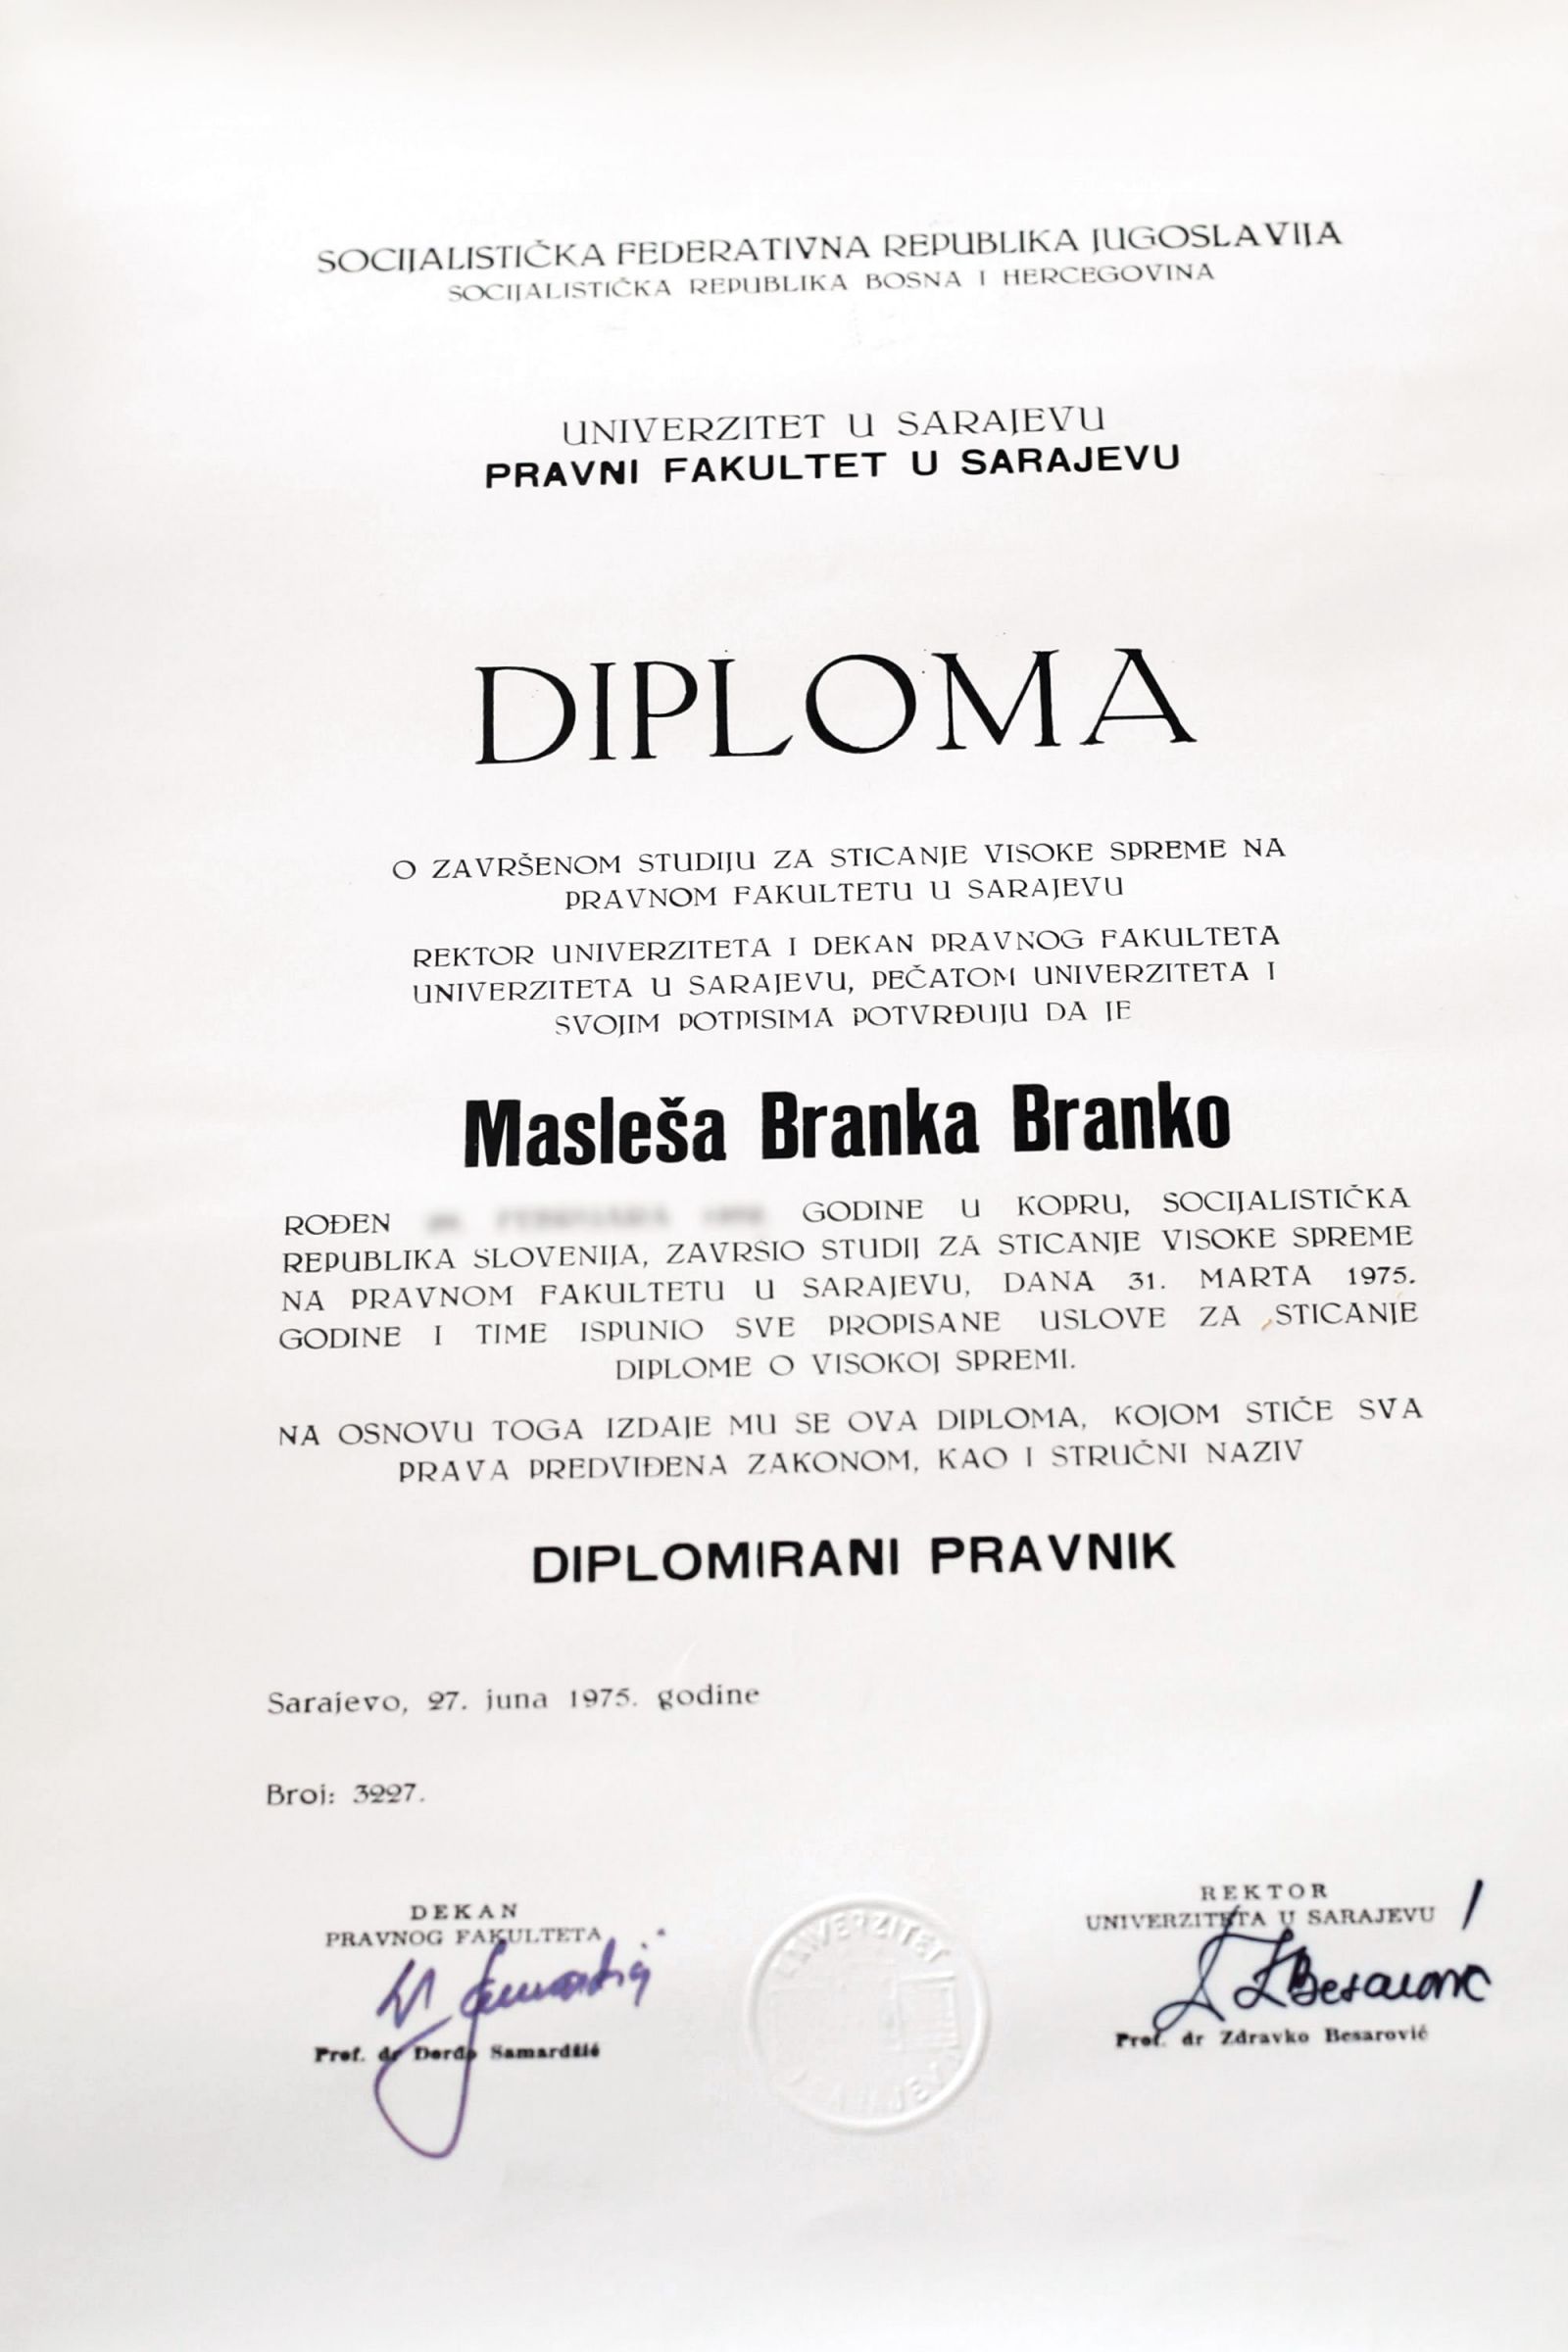 SOCIJALISTIČKA FEDERATIVNA REPUBLIKA JUGOSLAVIJA
SOCIJALISTIČKA REPUBLIKA BOSNA I HERCEGOVINA
UNIVERZITET U SARAJEVU
PRAVNI FAKULTET U SARAJEVU
DIPLOMA
O ZAVRŠENOM STUDIJU ZA STICANJE VISOKE SPREME NA
PRAVNOM FAKULTETU U SARAJEVU
REKTOR UNIVERZITETA I DEKAN PRAVNOG FAKULTETA
UNIVERZITETA U SARAJEVU, PEČATOM UNIVERZITETA I
SVOJIM POTPISIMA POTVRĐUJU DA JE
Masleša Branka Branko
ROĐEN GODINE U KOPRU, SOCIJALISTIČKA
REPUBLIKA SLOVENIJA, ZAVRŠIO STUDIJ ZA STICANJE VISOKE SPREME
NA PRAVNOM FAKULTETU U SARAJEVU, DANA 31. MARTA 1975.
GODINE I TIME ISPUNIO SVE PROPISANE USLOVE ZA STICANJE
DIPLOME O VISOKOJ SPREMI.
NA OSNOVU TOGA IZDAJE MU SE OVA DIPLOMA, KOJOM STIČE SVA
PRAVA PREDVIĐENA ZAKONOM, KAO I STRUČNI NAZIV
DIPLOMIRANI PRAVNIK
Sarajevo, 27. juna 1975. godine
Broj: 3227.
DEKAN
PRAVNOG FAKULTETA
Prof. dr Đorđo Samardžić
UNIVERZITET
REKTOR
UNIVERZITETA U SARAJEVU
ZBesarović
Prof. dr Zdravko Besarović